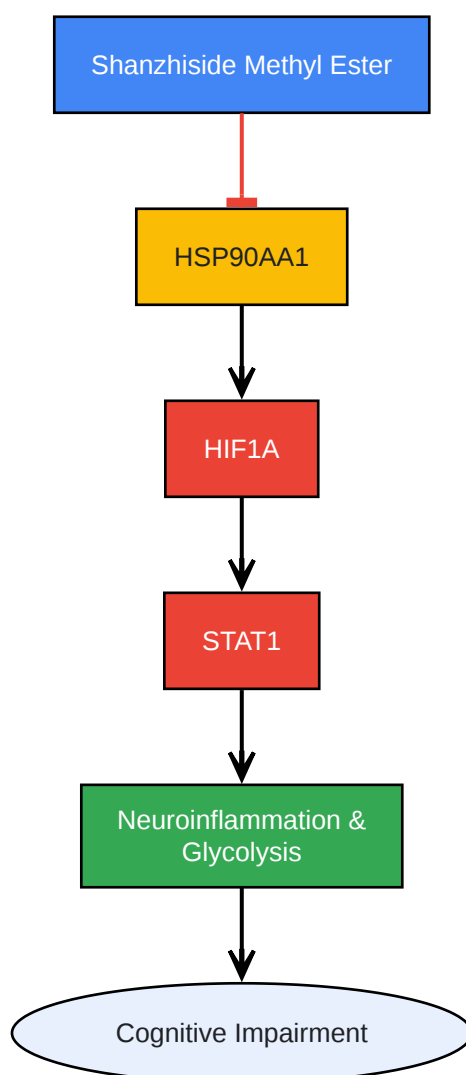 Shanzhiside Methyl Ester
HSP90AA1
HIF1A
STAT1
Neuroinflammation &
Glycolysis
Cognitive Impairment